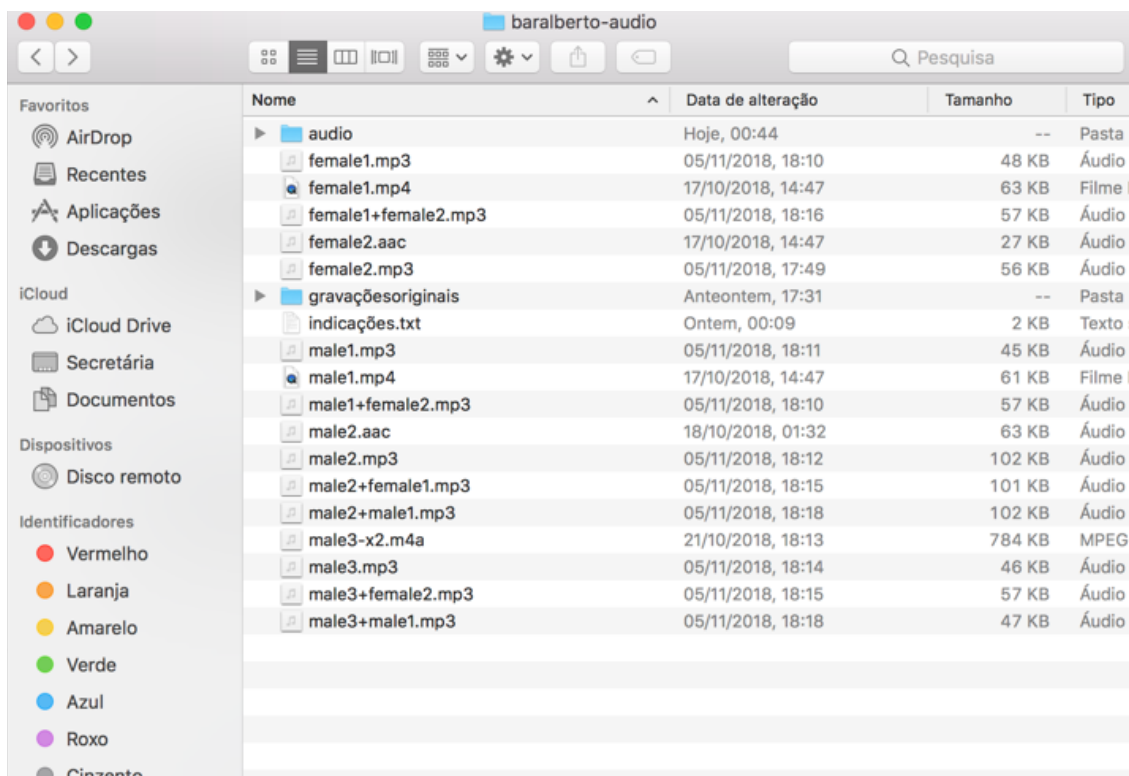 baralberto-audio
Pesquisa
Favoritos
AirDrop
Recentes
Aplicações
Descargas
iCloud
iCloud Drive
Secretária
Documentos
Dispositivos
Disco remoto
Identificadores
Vermelho
Laranja
Amarelo
Verde
Azul
Roxo
Cinzento
Nome Data de alteração Tamanho Tipo
audio Hoje, 00:44 -- Pasta
female1.mp3 05/11/2018, 18:10 48 KB Áudio
female1.mp4 17/10/2018, 14:47 63 KB Filme
female1+female2.mp3 05/11/2018, 18:16 57 KB Áudio
female2.aac 17/10/2018, 14:47 27 KB Áudio
female2.mp3 05/11/2018, 17:49 56 KB Áudio
gravaçõesoriginais Anteontem, 17:31 -- Pasta
indicações.txt Ontem, 00:09 2 KB Texto
male1.mp3 05/11/2018, 18:11 45 KB Áudio
male1.mp4 17/10/2018, 14:47 61 KB Filme
male1+female2.mp3 05/11/2018, 18:10 57 KB Áudio
male2.aac 18/10/2018, 01:32 63 KB Áudio
male2.mp3 05/11/2018, 18:12 102 KB Áudio
male2+female1.mp3 05/11/2018, 18:15 101 KB Áudio
male2+male1.mp3 05/11/2018, 18:18 102 KB Áudio
male3-x2.m4a 21/10/2018, 18:13 784 KB MPEG
male3.mp3 05/11/2018, 18:14 46 KB Áudio
male3+female2.mp3 05/11/2018, 18:15 57 KB Áudio
male3+male1.mp3 05/11/2018, 18:18 47 KB Áudio